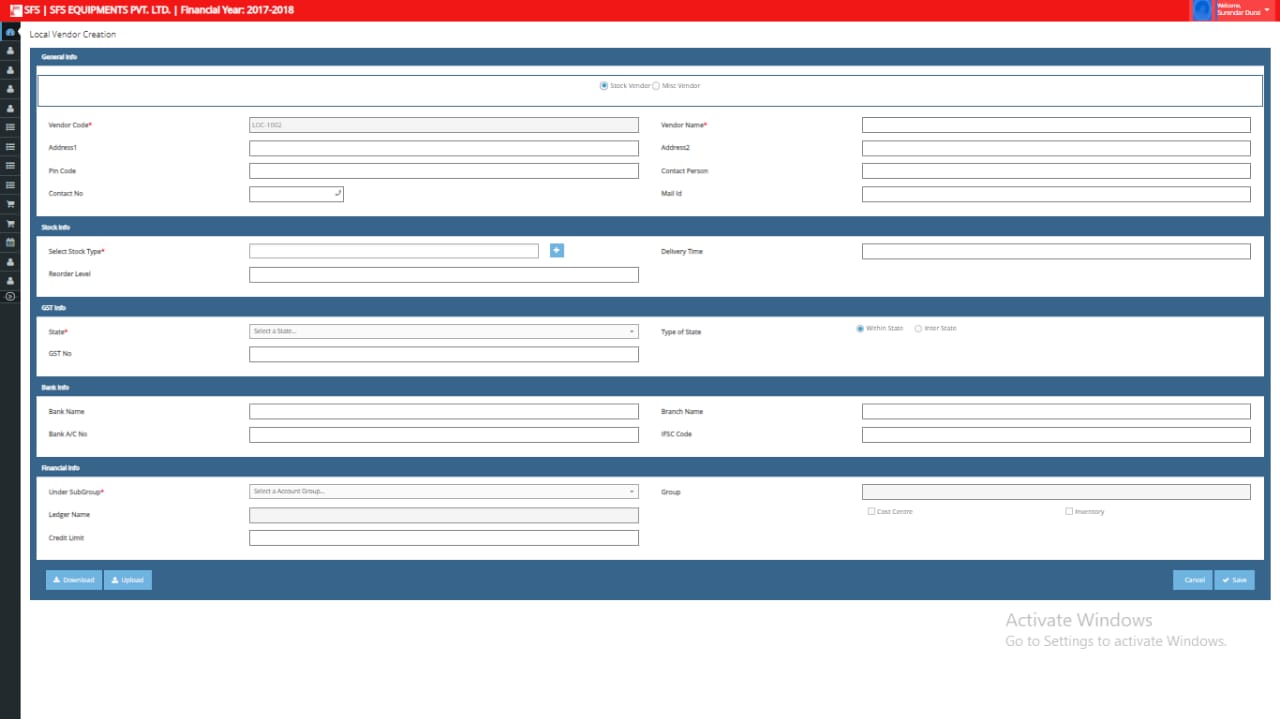 SFS | SFS EQUIPMENTS PVT. LTD. | Financial Year: 2017-2018
Welcome,
Surendar Durai
Local Vendor Creation
General Info
Stock Vendor Misc Vendor
Vendor Code* LOC-1002 Vendor Name*
Address1 Address2
Pin Code Contact Person
Contact No Mail Id
Stock Info
Select Stock Type* + Delivery Time
Reorder Level
GST Info
State* Select a State... Type of State Within State Inter State
GST No
Bank Info
Bank Name Branch Name
Bank A/C No IFSC Code
Financial Info
Under SubGroup* Select a Account Group... Group
Ledger Name Cost Centre Inventory
Credit Limit
Download Upload Cancel Save
Activate Windows
Go to Settings to activate Windows.